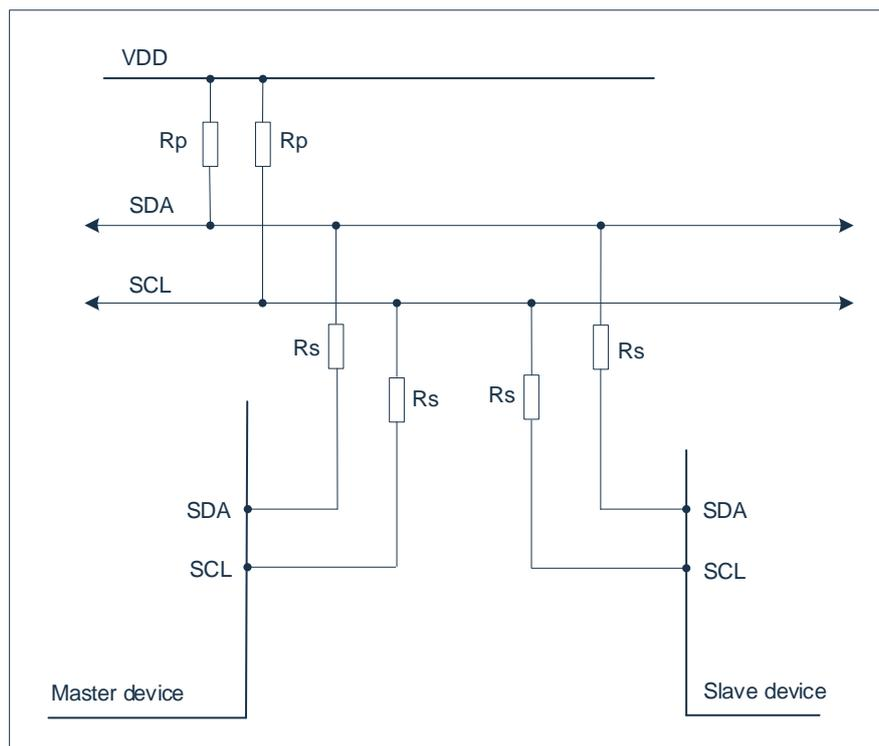 VDD
Rp
Rp
SDA
SCL
Rs
Rs
Rs
Rs
SDA
SDA
SCL
SCL
Master device
Slave device